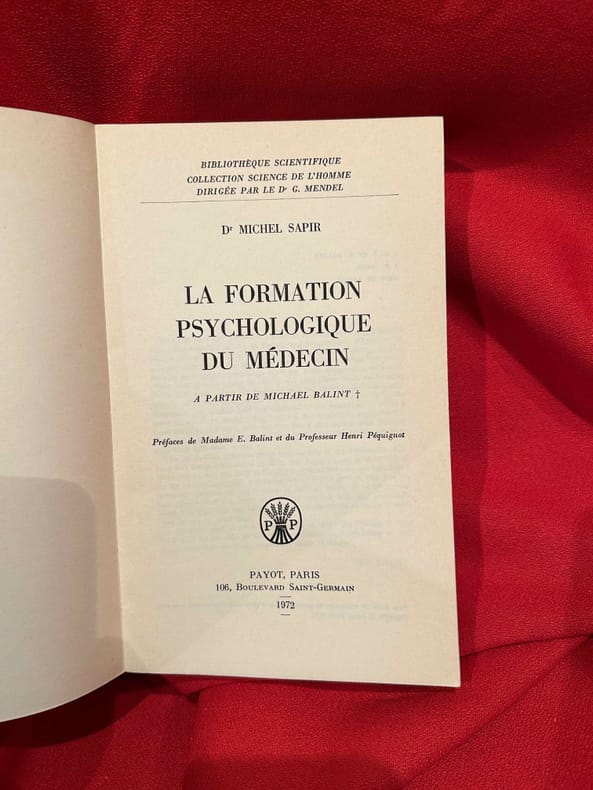 BIBLIOTHÈQUE SCIENTIFIQUE
COLLECTION SCIENCE DE L'HOMME
DIRIGÉE PAR LE Dr G. MENDEL
Dr MICHEL SAPIR
LA FORMATION
PSYCHOLOGIQUE
DU MÉDECIN
A PARTIR DE MICHAEL BALINT †
Préfaces de Madame E. Balint et du Professeur Henri Péquignot
P P
PAYOT, PARIS
106, BOULEVARD SAINT-GERMAIN
1972